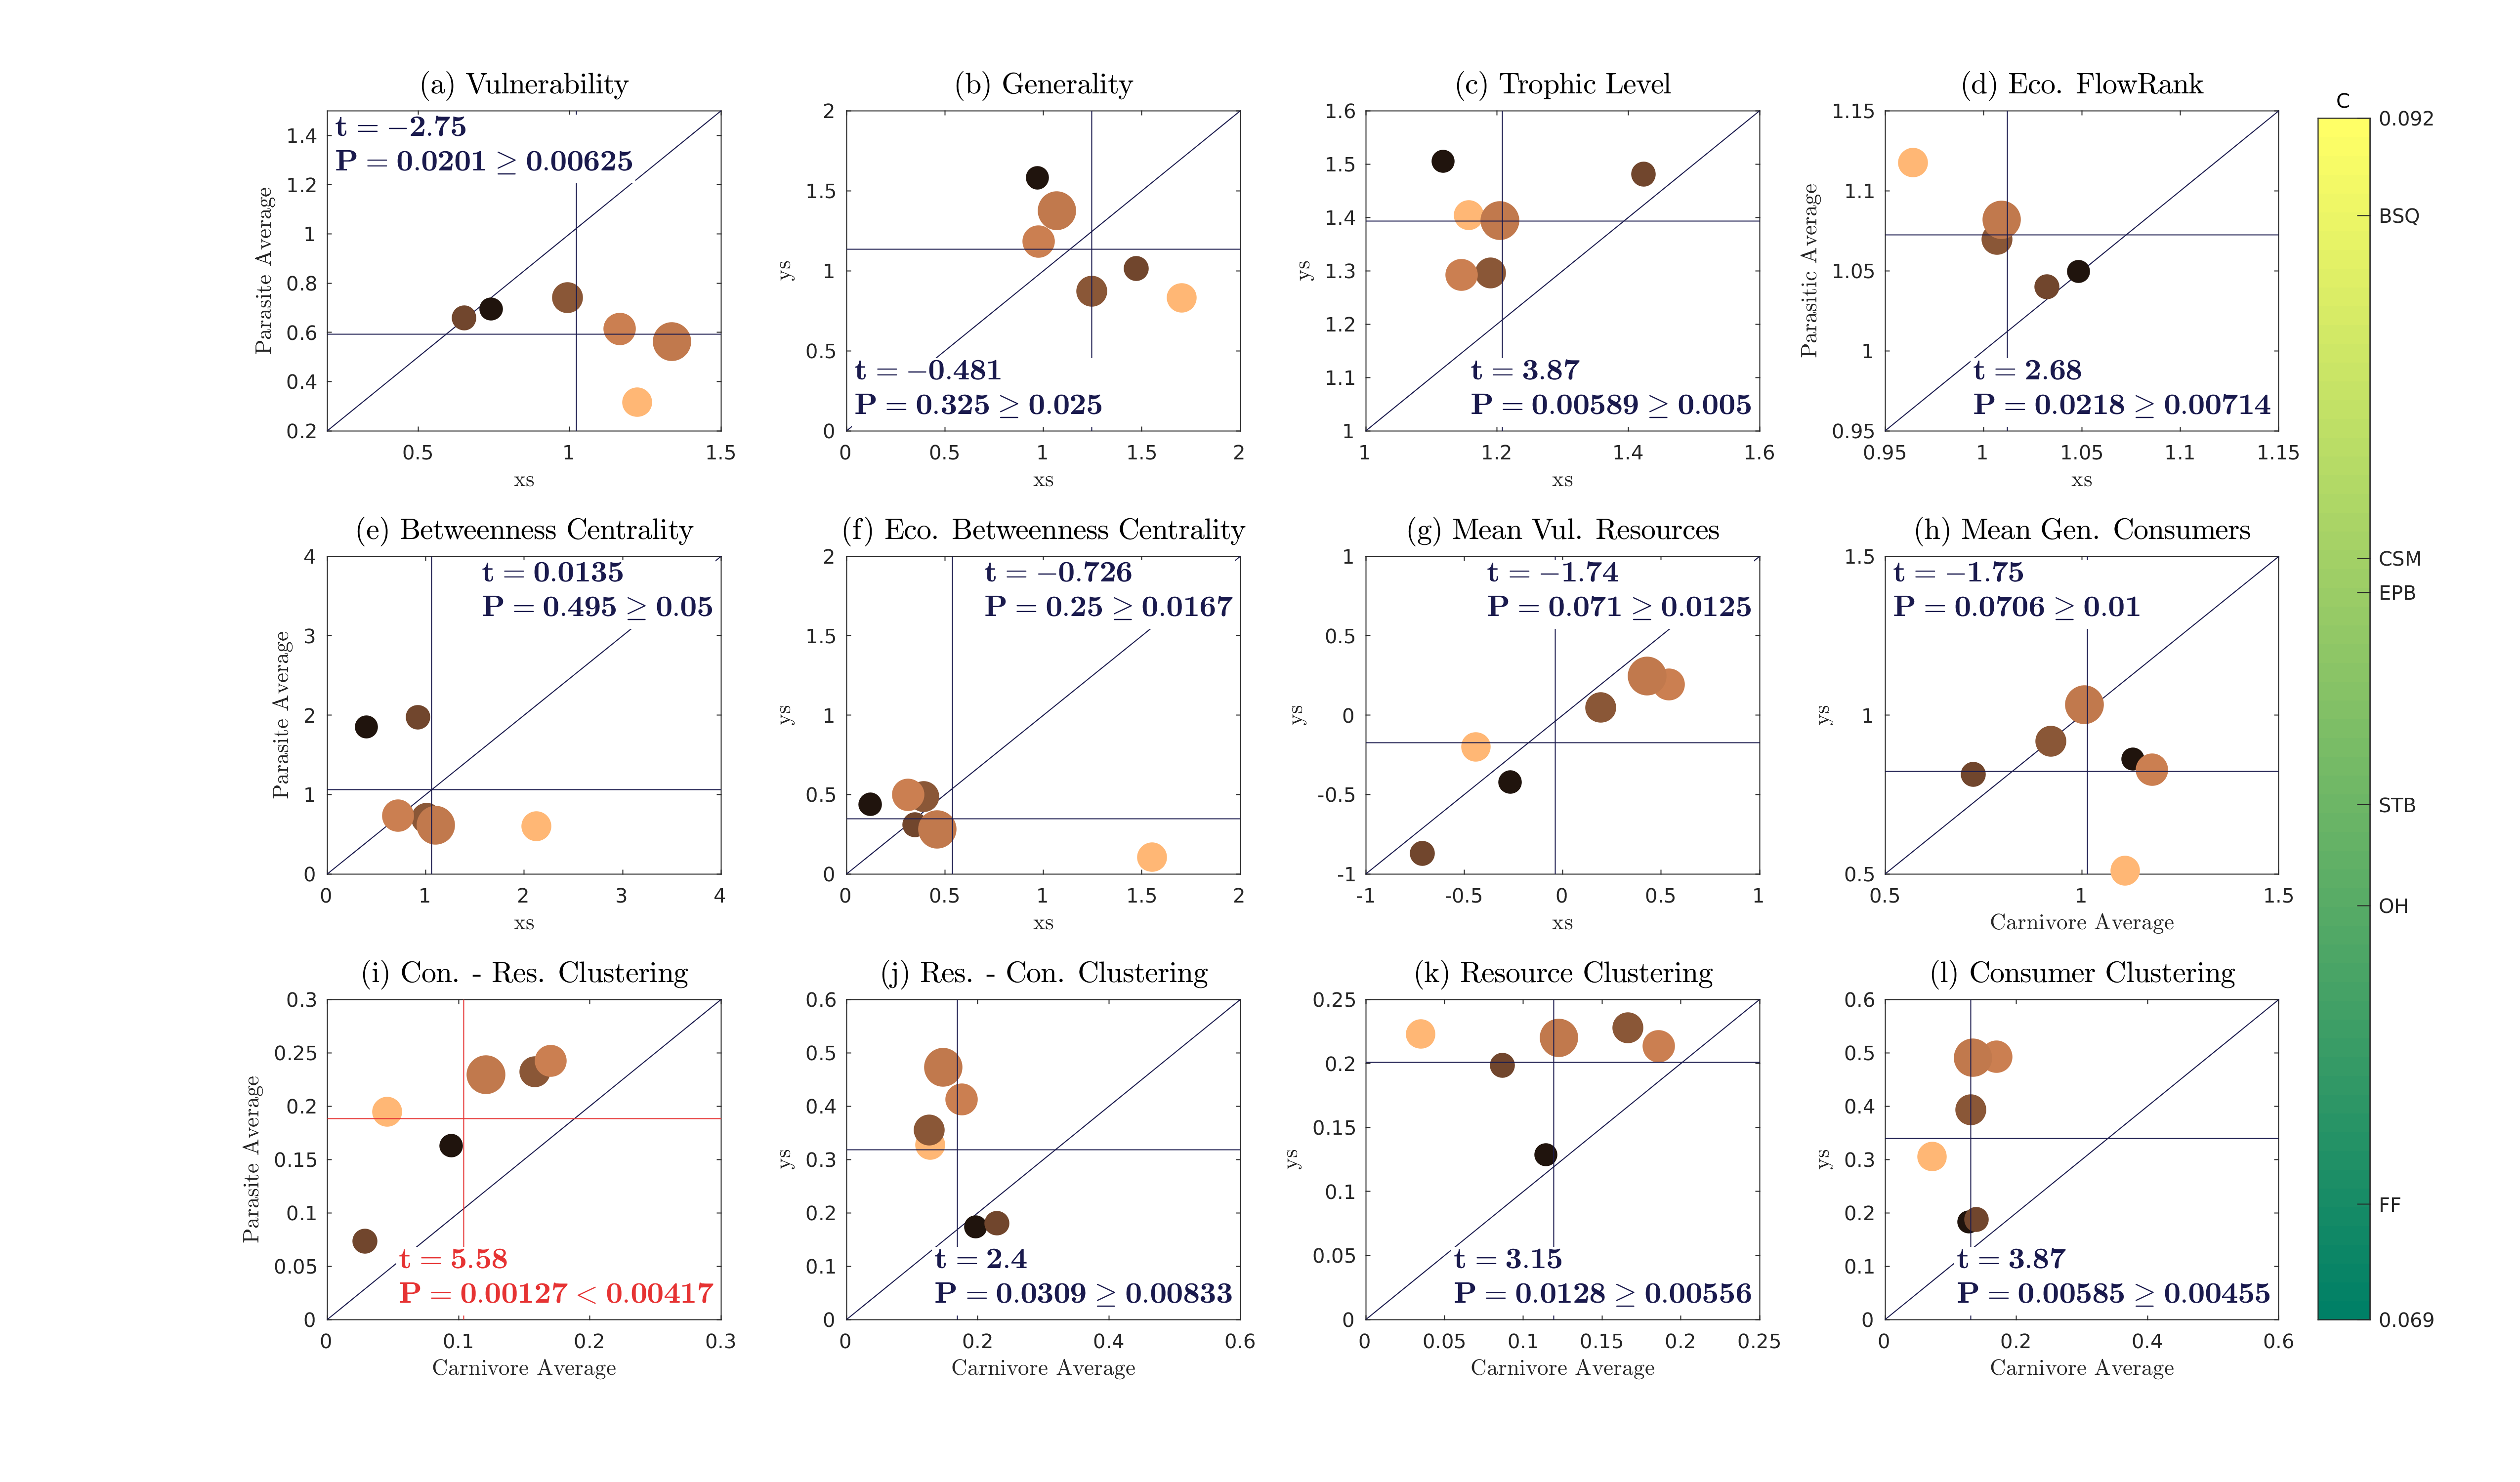 (a) Vulnerability
t = −2.75
P = 0.0201 ≥ 0.00625
1.4
1.2
1
0.8
0.6
0.4
0.2
0.5 1 1.5
Parasite Average
xs
(b) Generality
2
1.5
1
0.5
0
t = −0.481
P = 0.325 ≥ 0.025
0 0.5 1 1.5 2
ys
xs
(c) Trophic Level
1.6
1.5
1.4
1.3
1.2
1.1
1
t = 3.87
P = 0.00589 ≥ 0.005
1 1.2 1.4 1.6
ys
xs
(d) Eco. FlowRank
1.15
1.1
1.05
1
0.95
t = 2.68
P = 0.0218 ≥ 0.00714
0.95 1 1.05 1.1 1.15
Parasitic Average
xs
(e) Betweenness Centrality
t = 0.0135
P = 0.495 ≥ 0.05
4
3
2
1
0
0 1 2 3 4
Parasite Average
xs
(f) Eco. Betweenness Centrality
t = −0.726
P = 0.25 ≥ 0.0167
2
1.5
1
0.5
0
0 0.5 1 1.5 2
ys
xs
(g) Mean Vul. Resources
t = −1.74
P = 0.071 ≥ 0.0125
1
0.5
0
-0.5
-1
-1 -0.5 0 0.5 1
ys
xs
(h) Mean Gen. Consumers
t = −1.75
P = 0.0706 ≥ 0.01
1.5
1
0.5
0.5 1 1.5
ys
Carnivore Average
(i) Con. - Res. Clustering
0.3
0.25
0.2
0.15
0.1
0.05
0
t = 5.58
P = 0.00127 < 0.00417
0 0.1 0.2 0.3
Parasite Average
Carnivore Average
(j) Res. - Con. Clustering
0.6
0.5
0.4
0.3
0.2
0.1
0
t = 2.4
P = 0.0309 ≥ 0.00833
0 0.2 0.4 0.6
ys
Carnivore Average
(k) Resource Clustering
0.25
0.2
0.15
0.1
0.05
0
t = 3.15
P = 0.0128 ≥ 0.00556
0 0.05 0.1 0.15 0.2 0.25
ys
Carnivore Average
(l) Consumer Clustering
0.6
0.5
0.4
0.3
0.2
0.1
0
t = 3.87
P = 0.00585 ≥ 0.00455
0 0.2 0.4 0.6
ys
Carnivore Average
C
0.092
BSQ
CSM
EPB
STB
OH
FF
0.069